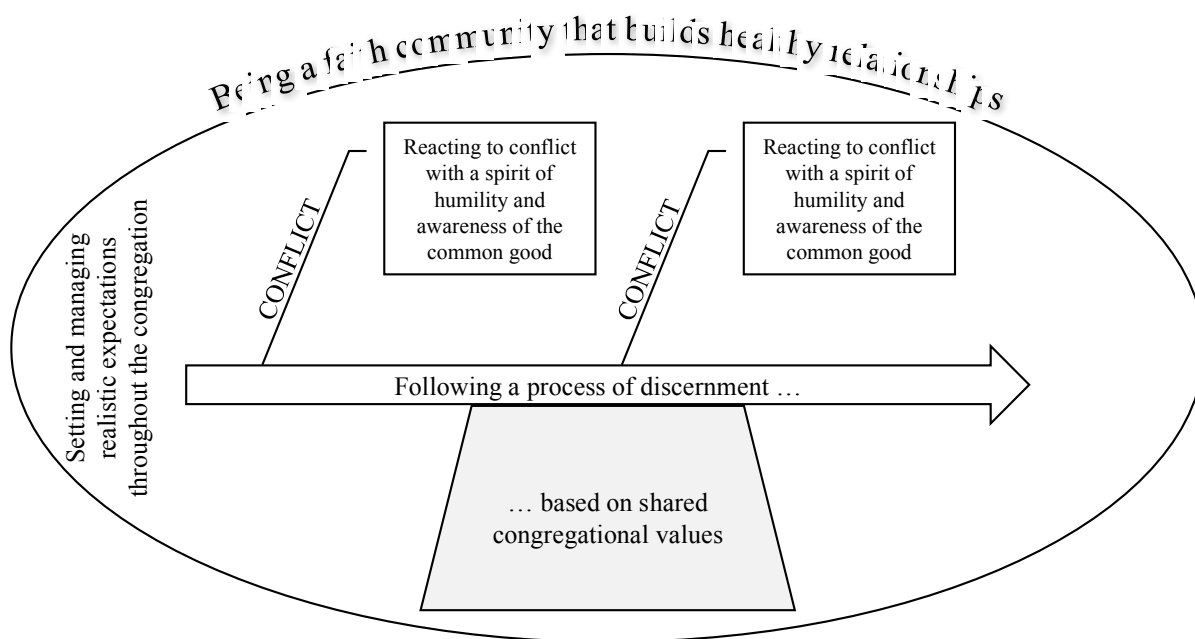 Being a faith community that builds healthy relationships
Setting and managing
realistic expectations
throughout the congregation
CONFLICT
Reacting to conflict
with a spirit of
humility and
awareness of the
common good
CONFLICT
Reacting to conflict
with a spirit of
humility and
awareness of the
common good
Following a process of discernment …
… based on shared
congregational values